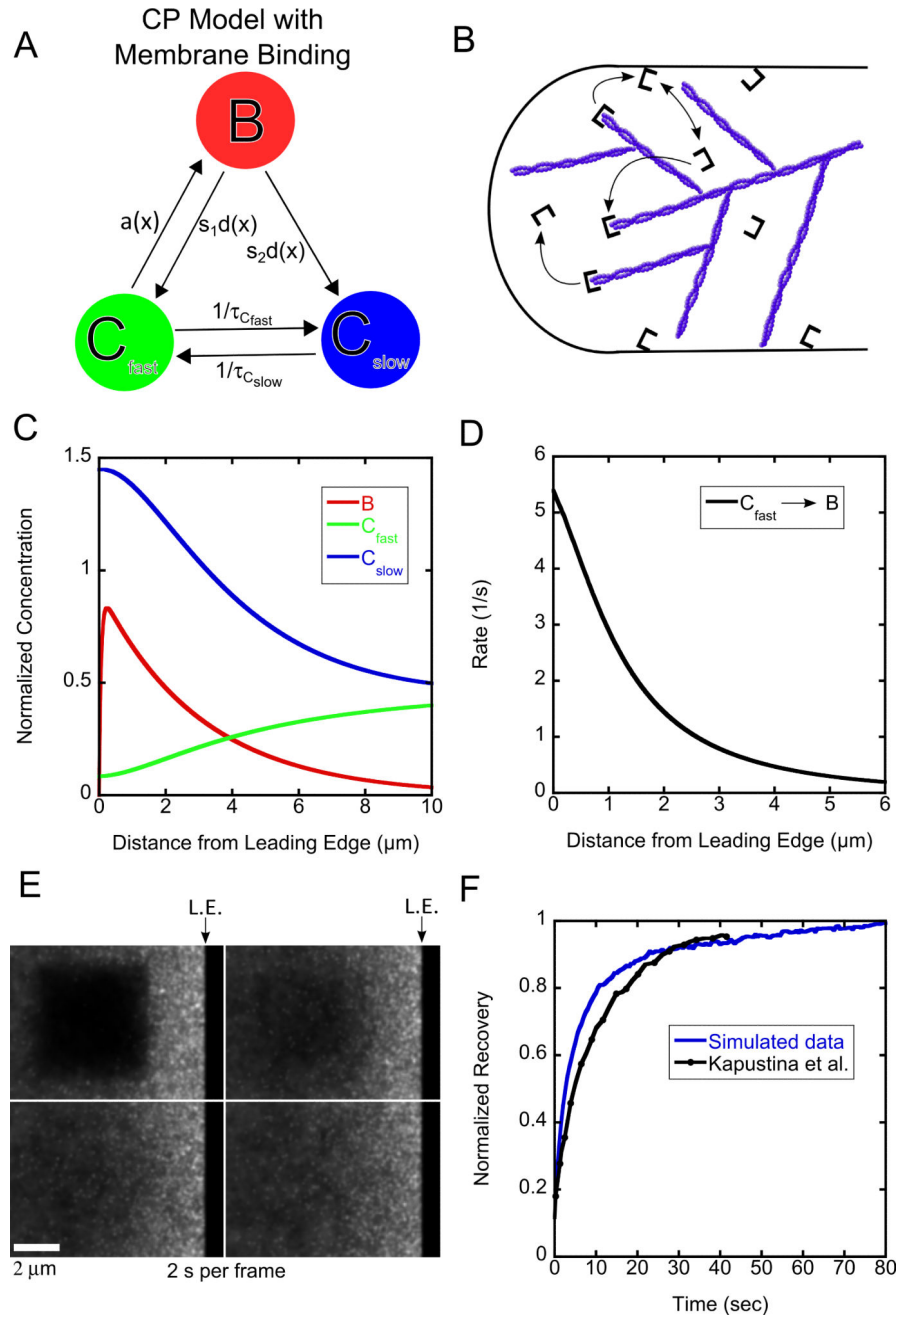 A
CP Model with
Membrane Binding
B
a(x)
s1d(x)
s2d(x)
Cfast
1/τCfast
1/τCslow
Cslow
B
C
Normalized Concentration
1.5
1
0.5
0
0 2 4 6 8 10
Distance from Leading Edge (μm)
B
Cfast
Cslow
D
Rate (1/s)
6
5
4
3
2
1
0
0 1 2 3 4 5 6
Distance from Leading Edge (μm)
Cfast → B
E
L.E. L.E.
2 μm 2 s per frame
F
Normalized Recovery
1
0.8
0.6
0.4
0.2
0
0 10 20 30 40 50 60 70 80
Time (sec)
Simulated data
Kapustina et al.